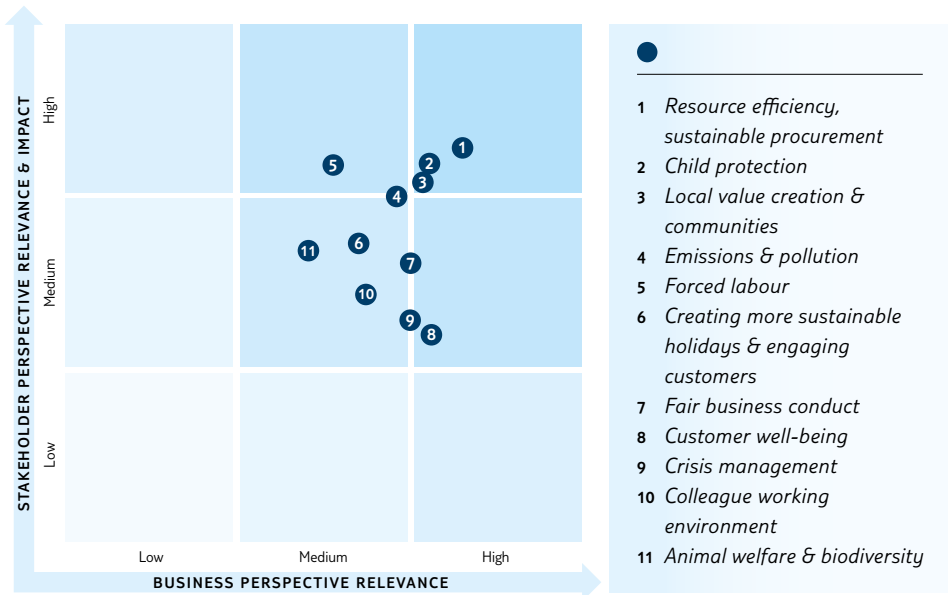 STAKEHOLDER PERSPECTIVE RELEVANCE & IMPACT
High
Medium
Low
1
2
3
4
5
6
7
8
9
10
11
Low
Medium
High
BUSINESS PERSPECTIVE RELEVANCE
1 Resource efficiency,
sustainable procurement
2 Child protection
3 Local value creation &
communities
4 Emissions & pollution
5 Forced labour
6 Creating more sustainable
holidays & engaging
customers
7 Fair business conduct
8 Customer well-being
9 Crisis management
10 Colleague working
environment
11 Animal welfare & biodiversity